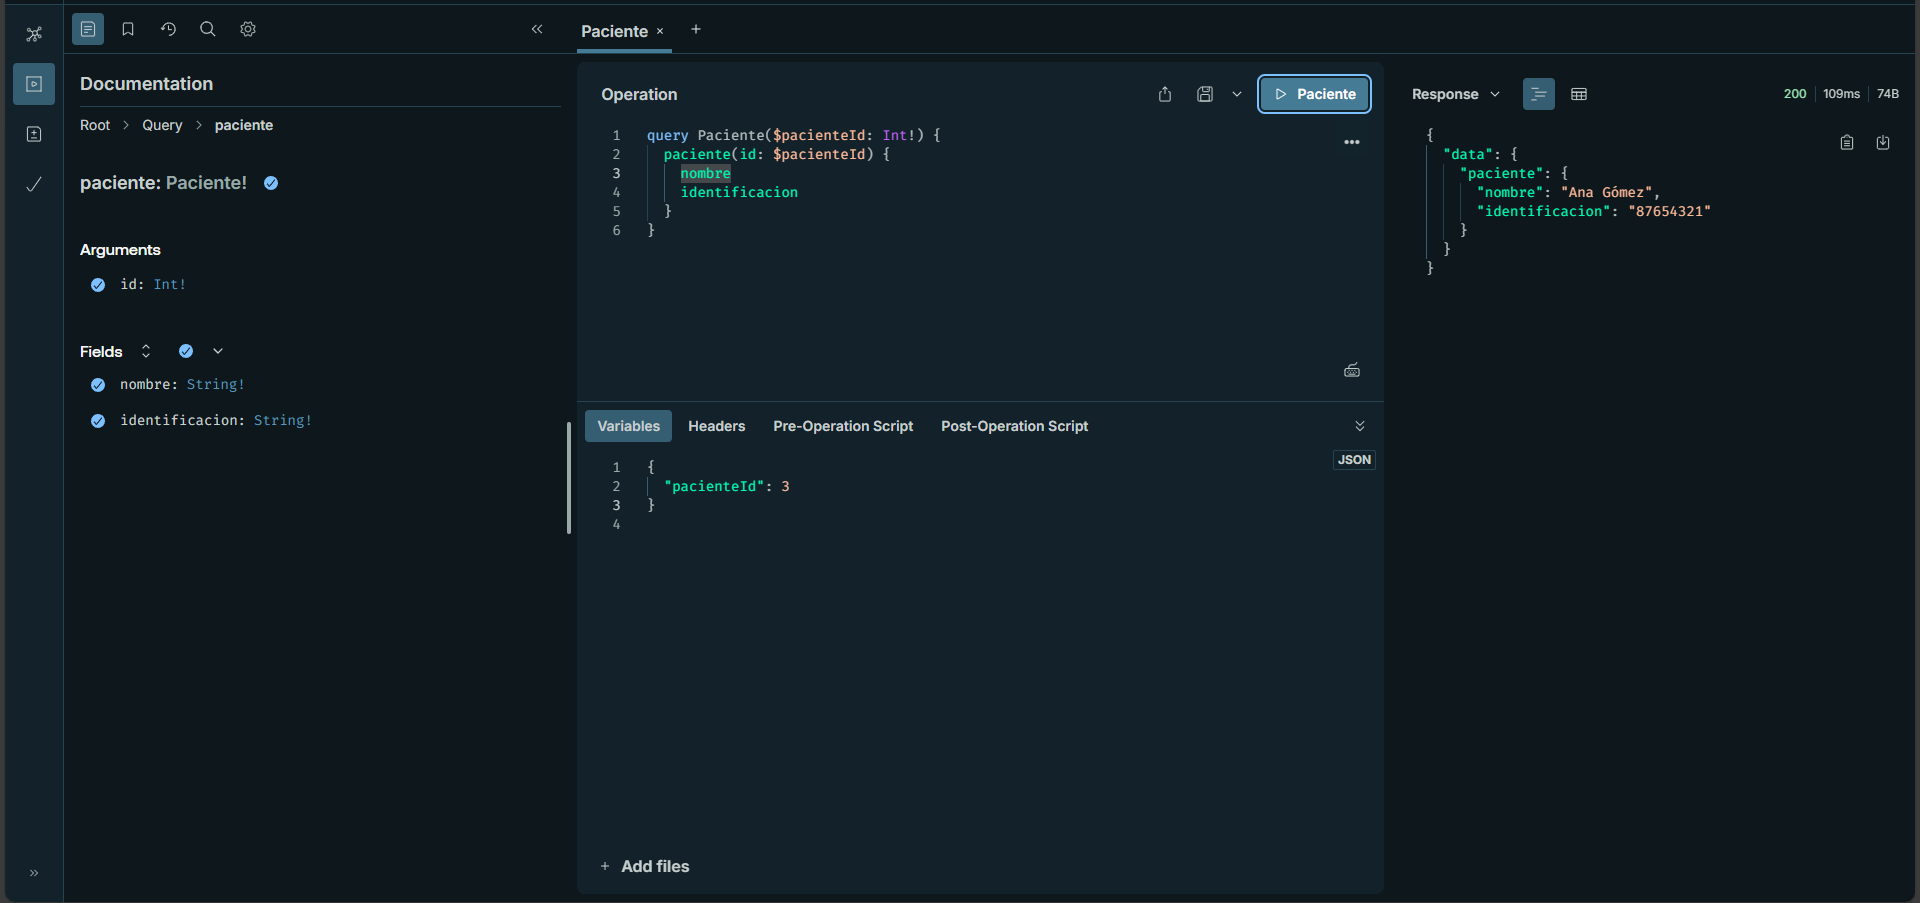 Documentation
Root > Query > paciente
paciente: Paciente!
Arguments
id: Int!
Fields
nombre: String!
identificacion: String!
Paciente × +
Operation
Paciente
1 query Paciente($pacienteId: Int!) {
2 paciente(id: $pacienteId) {
3 nombre
4 identificacion
5 }
6 }
Variables Headers Pre-Operation Script Post-Operation Script
JSON
1 {
2 "pacienteId": 3
3 }
4
+ Add files
Response
200 109ms 74B
{
"data": {
"paciente": {
"nombre": "Ana Gómez",
"identificacion": "87654321"
}
}
}